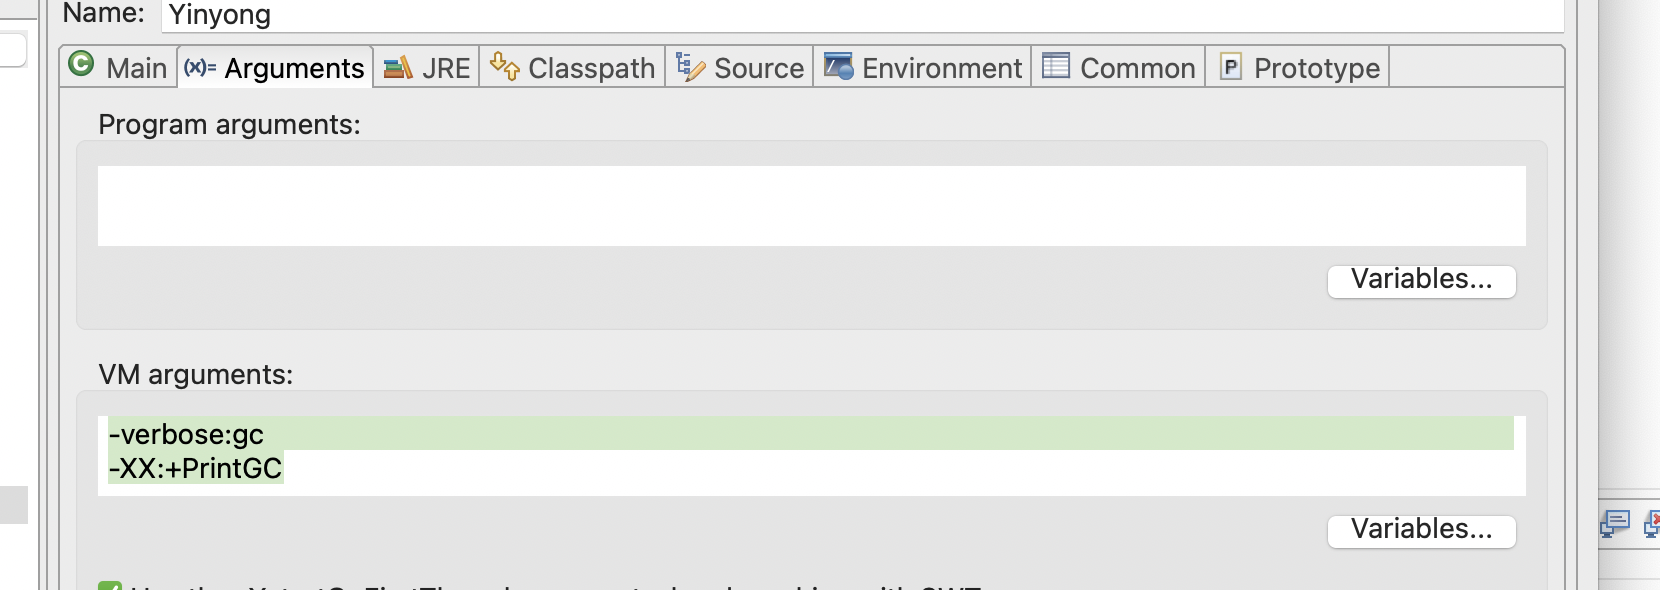 Name: Yinyong
Main (x)= Arguments JRE Classpath Source Environment Common P Prototype
Program arguments:
Variables...
VM arguments:
-verbose:gc
-XX:+PrintGC
Variables...